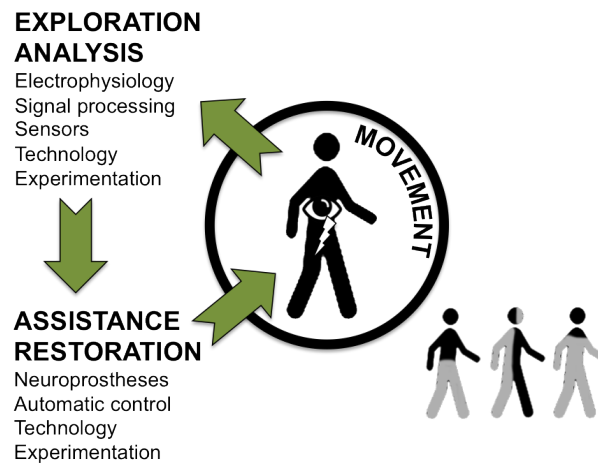 EXPLORATION
ANALYSIS
Electrophysiology
Signal processing
Sensors
Technology
Experimentation
MOVEMENT
ASSISTANCE
RESTORATION
Neuroprostheses
Automatic control
Technology
Experimentation